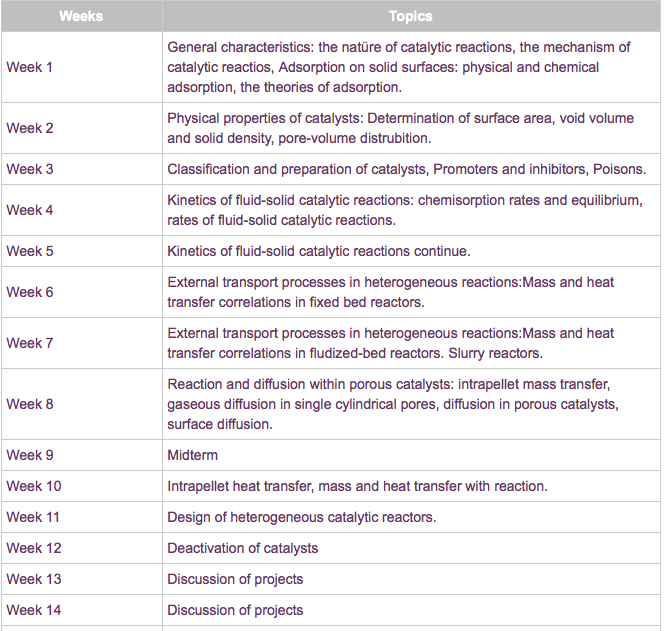 Weeks Topics
Week 1
General characteristics: the natüre of catalytic reactions, the mechanism of
catalytic reactios, Adsorption on solid surfaces: physical and chemical
adsorption, the theories of adsorption.
Week 2
Physical properties of catalysts: Determination of surface area, void volume
and solid density, pore-volume distrubition.
Week 3
Classification and preparation of catalysts, Promoters and inhibitors, Poisons.
Week 4
Kinetics of fluid-solid catalytic reactions: chemisorption rates and equilibrium,
rates of fluid-solid catalytic reactions.
Week 5
Kinetics of fluid-solid catalytic reactions continue.
Week 6
External transport processes in heterogeneous reactions:Mass and heat
transfer correlations in fixed bed reactors.
Week 7
External transport processes in heterogeneous reactions:Mass and heat
transfer correlations in fludized-bed reactors. Slurry reactors.
Week 8
Reaction and diffusion within porous catalysts: intrapellet mass transfer,
gaseous diffusion in single cylindrical pores, diffusion in porous catalysts,
surface diffusion.
Week 9
Midterm
Week 10
Intrapellet heat transfer, mass and heat transfer with reaction.
Week 11
Design of heterogeneous catalytic reactors.
Week 12
Deactivation of catalysts
Week 13
Discussion of projects
Week 14
Discussion of projects